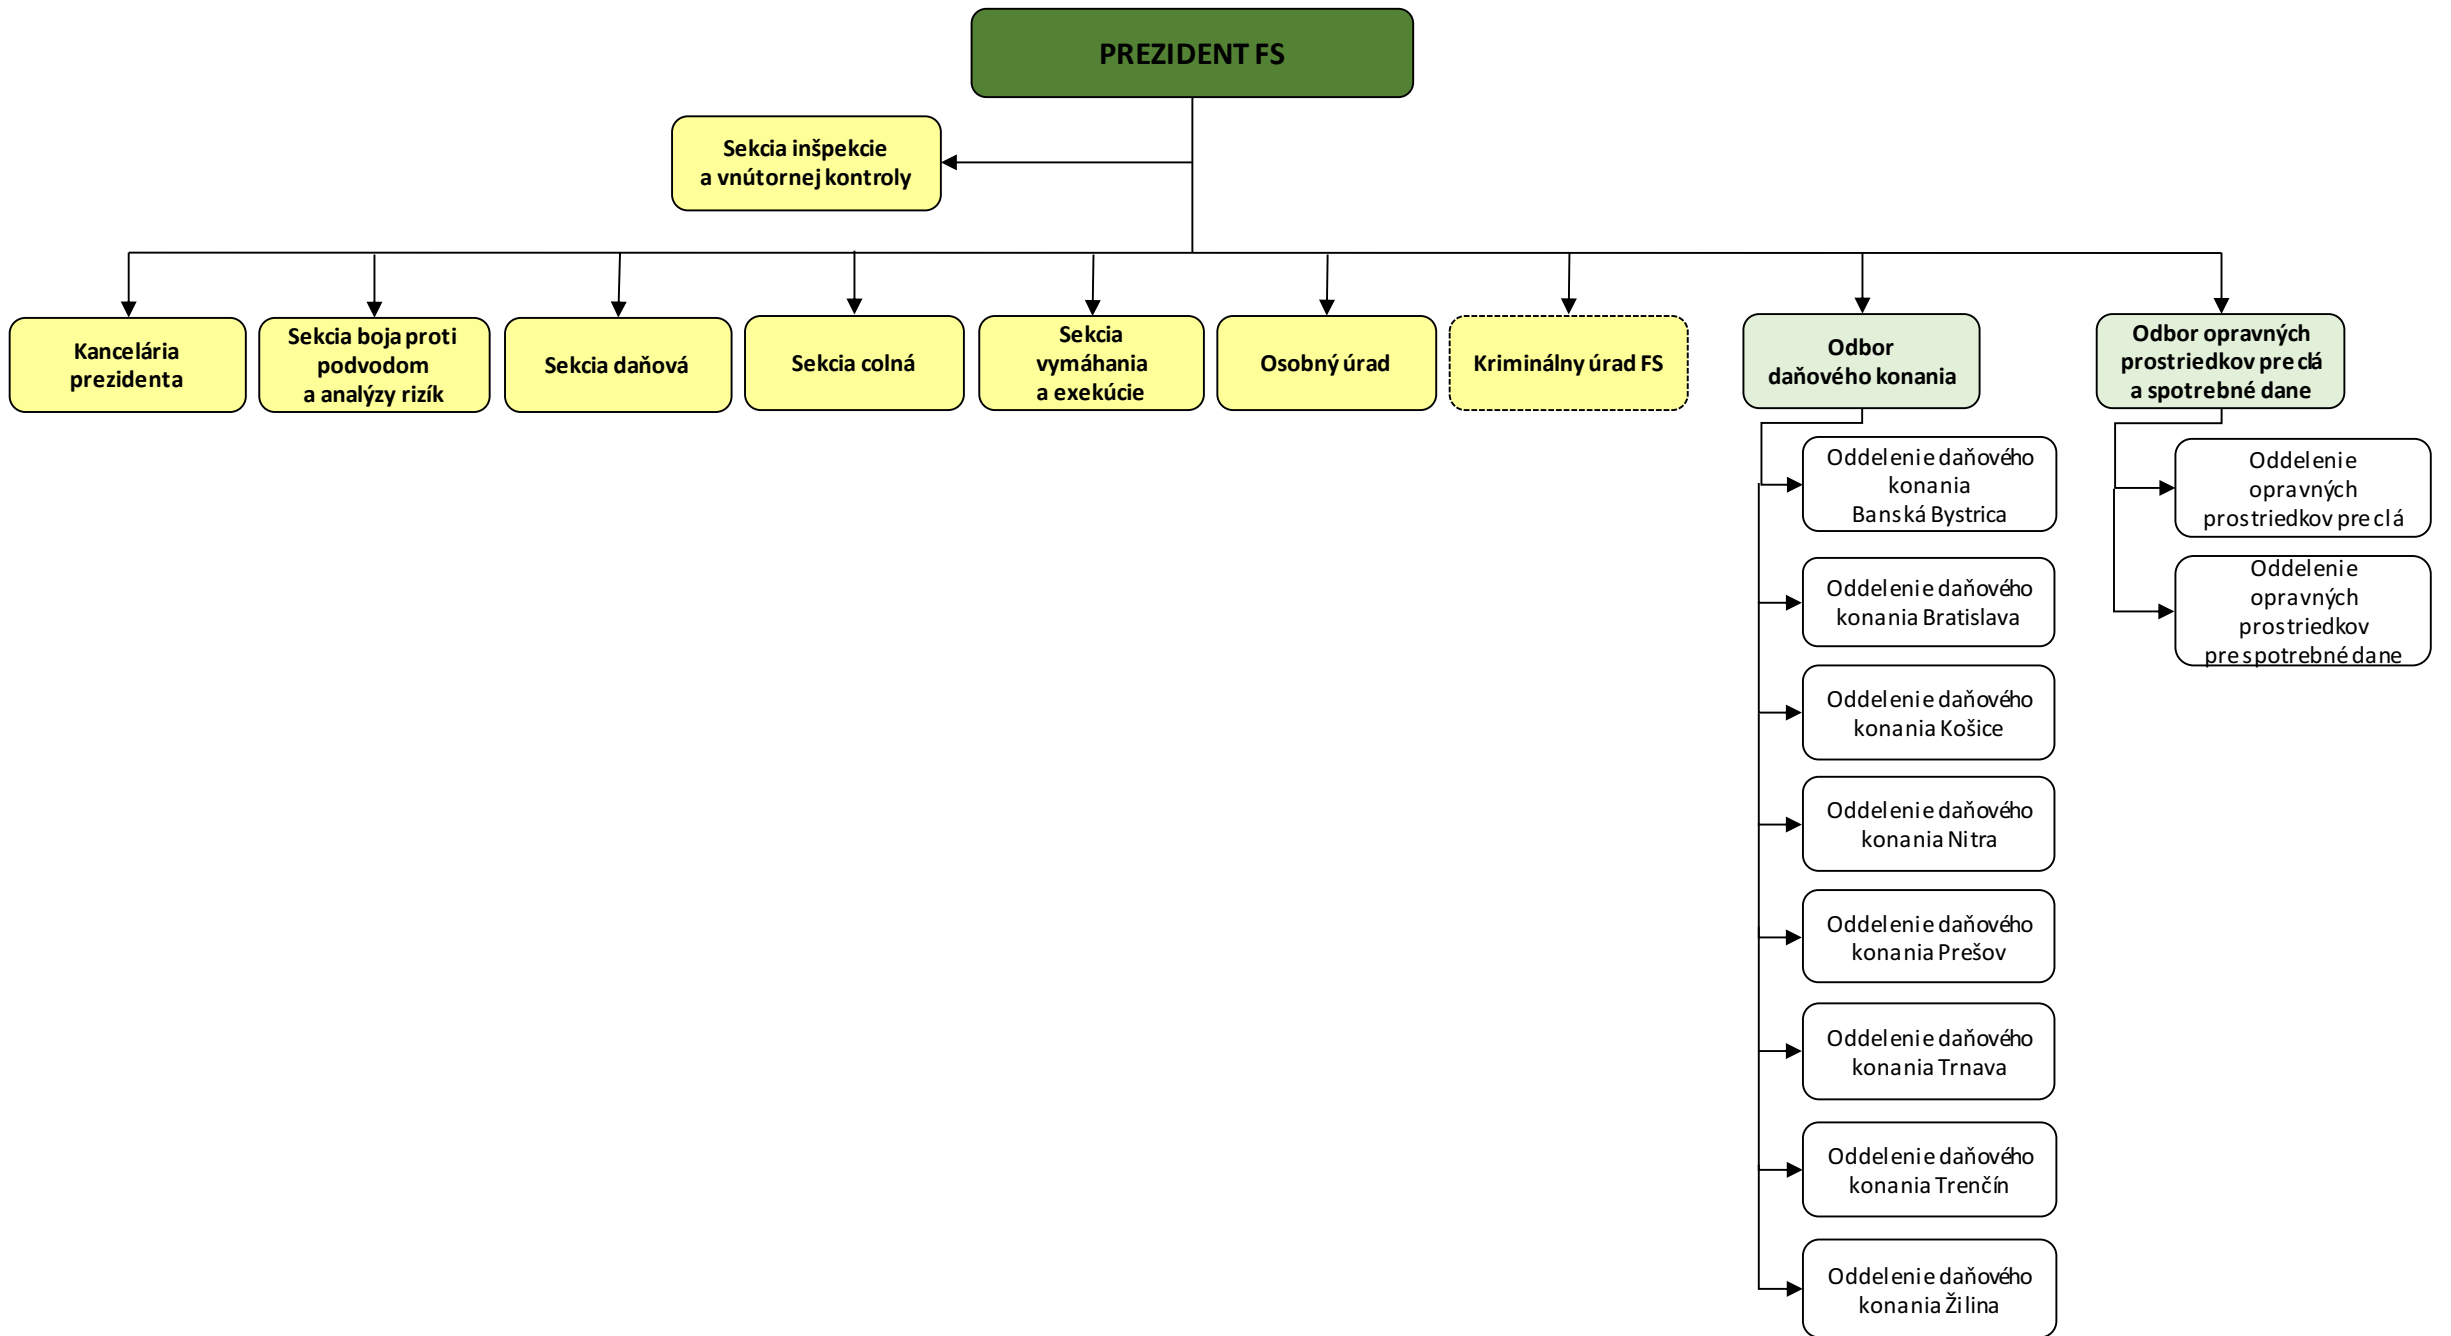 PREZIDENT FS
Sekcia inšpekcie
a vnútornej kontroly
Kancelária
prezidenta
Sekcia boja proti
podvodom
a analýzy rizík
Sekcia daňová
Sekcia colná
Sekcia
vymáhania
a exekúcie
Osobný úrad
Kriminálny úrad FS
Odbor
daňového konania
Odbor opravných
prostriedkov pre clá
a spotrebné dane
Oddelenie daňového
konania
Banská Bystrica
Oddelenie daňového
konania Bratislava
Oddelenie daňového
konania Košice
Oddelenie daňového
konania Nitra
Oddelenie daňového
konania Prešov
Oddelenie daňového
konania Trnava
Oddelenie daňového
konania Trenčín
Oddelenie daňového
konania Žilina
Oddelenie
opravných
prostriedkov pre clá
Oddelenie
opravných
prostriedkov
pre spotrebné dane